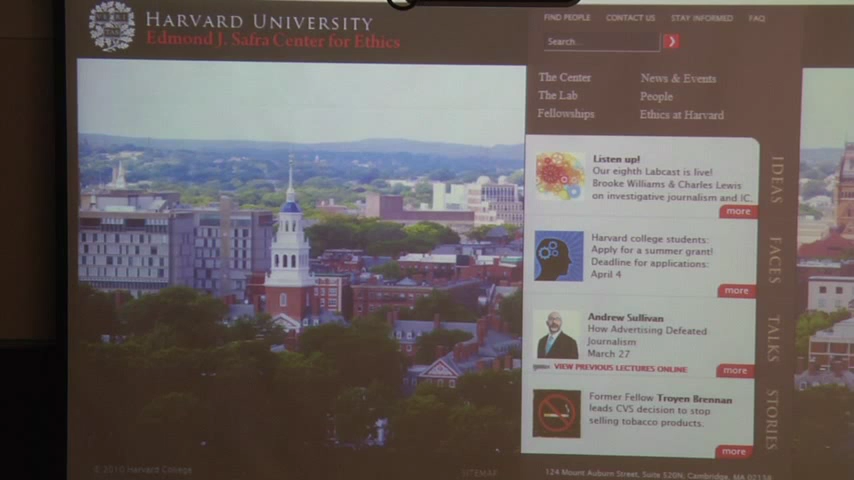 HARVARD UNIVERSITY
Edmond J. Safra Center for Ethics
FIND PEOPLE CONTACT US STAY INFORMED FAQ
Search...
The Center News & Events
The Lab People
Fellowships Ethics at Harvard
Listen up!
Our eighth Labcast is live!
Brooke Williams & Charles Lewis
on investigative journalism and IC.
more
Harvard college students:
Apply for a summer grant!
Deadline for applications:
April 4
more
Andrew Sullivan
How Advertising Defeated
Journalism
March 27
VIEW PREVIOUS LECTURES ONLINE
more
Former Fellow Troyen Brennan
leads CVS decision to stop
selling tobacco products.
more
IDEAS
FACES
TALKS
STORIES
© 2010 Harvard College
SITEMAP
124 Mount Auburn Street, Suite 520N, Cambridge, MA 02138